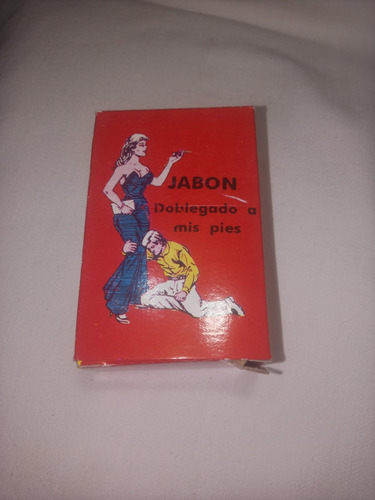 JABON
Doblegado a
mis pies